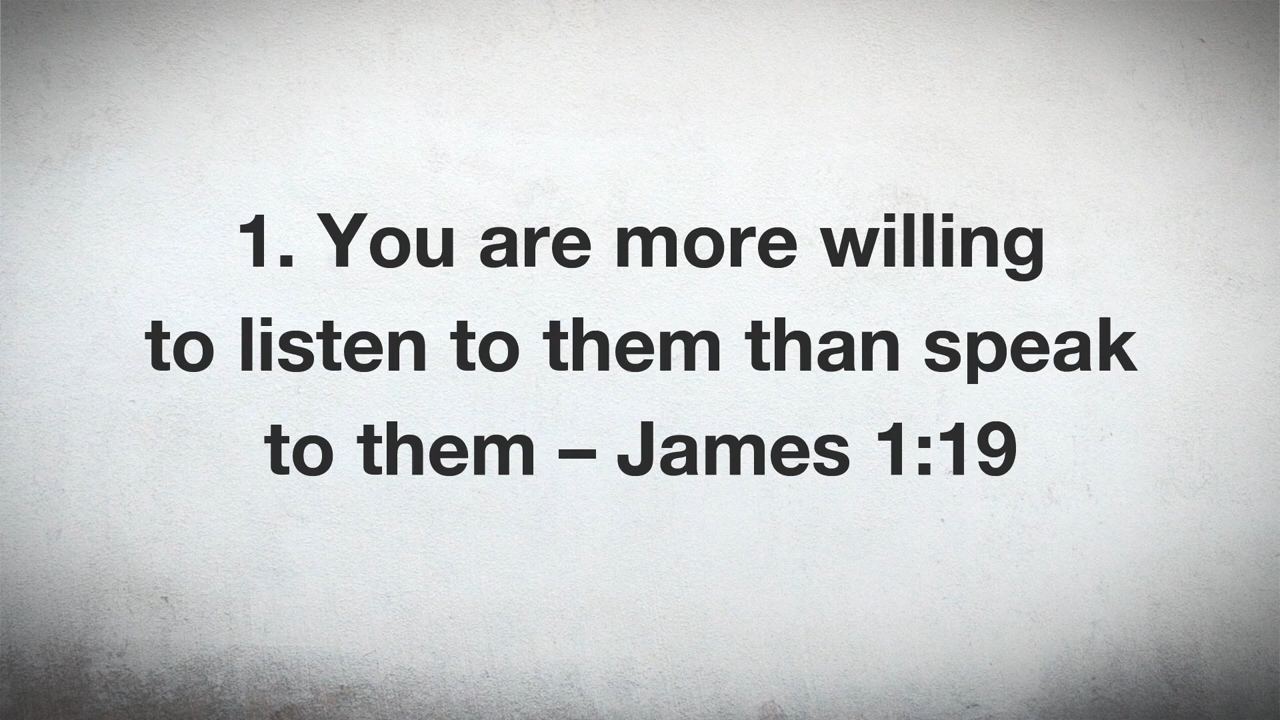 1. You are more willing
to listen to them than speak
to them – James 1:19